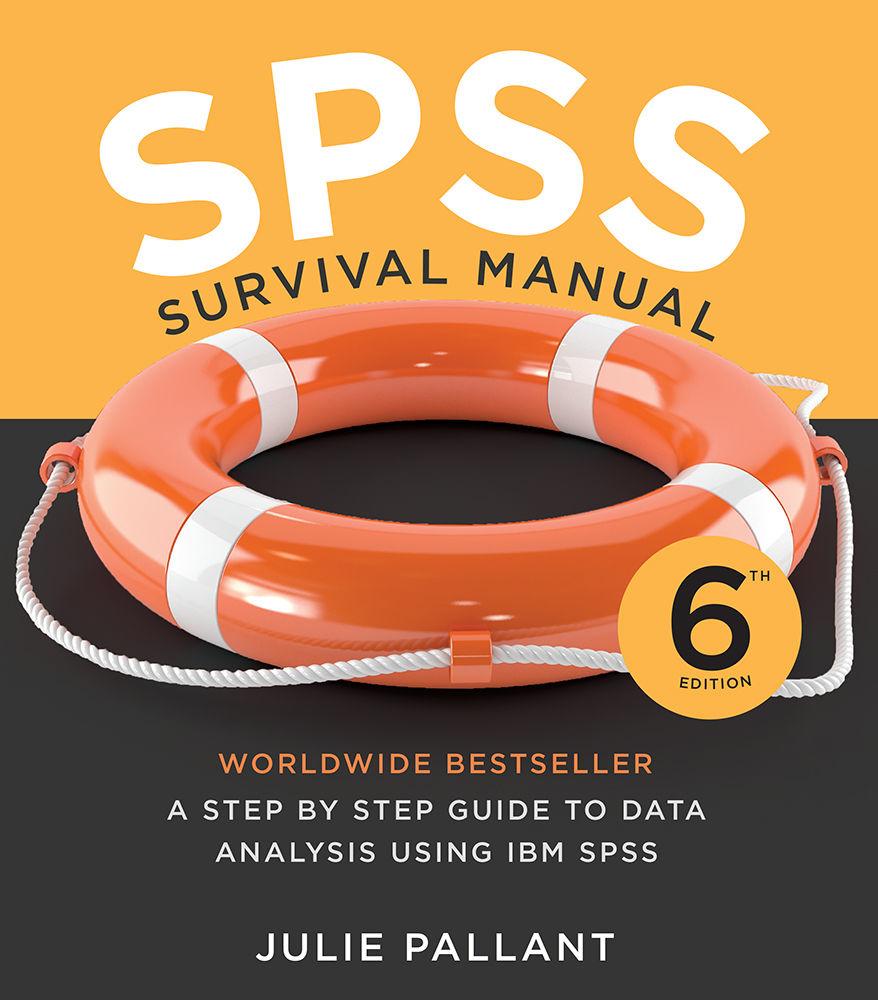 SPSS
SURVIVAL MANUAL
6TH
EDITION
WORLDWIDE BESTSELLER
A STEP BY STEP GUIDE TO DATA
ANALYSIS USING IBM SPSS
JULIE PALLANT